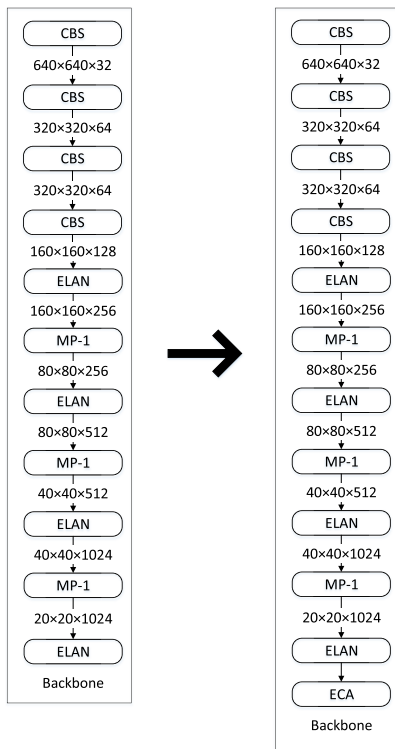 CBS
640×640×32
CBS
320×320×64
CBS
320×320×64
CBS
160×160×128
ELAN
160×160×256
MP-1
80×80×256
ELAN
80×80×512
MP-1
40×40×512
ELAN
40×40×1024
MP-1
20×20×1024
ELAN
Backbone
CBS
640×640×32
CBS
320×320×64
CBS
320×320×64
CBS
160×160×128
ELAN
160×160×256
MP-1
80×80×256
ELAN
80×80×512
MP-1
40×40×512
ELAN
40×40×1024
MP-1
20×20×1024
ELAN
ECA
Backbone